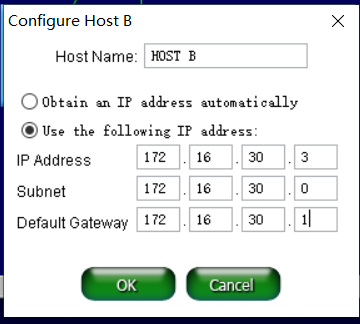 Configure Host B
Host Name: HOST B
Obtain an IP address automatically
Use the following IP address:
IP Address 172 . 16 . 30 . 3
Subnet 172 . 16 . 30 . 0
Default Gateway 172 . 16 . 30 . 1
OK Cancel